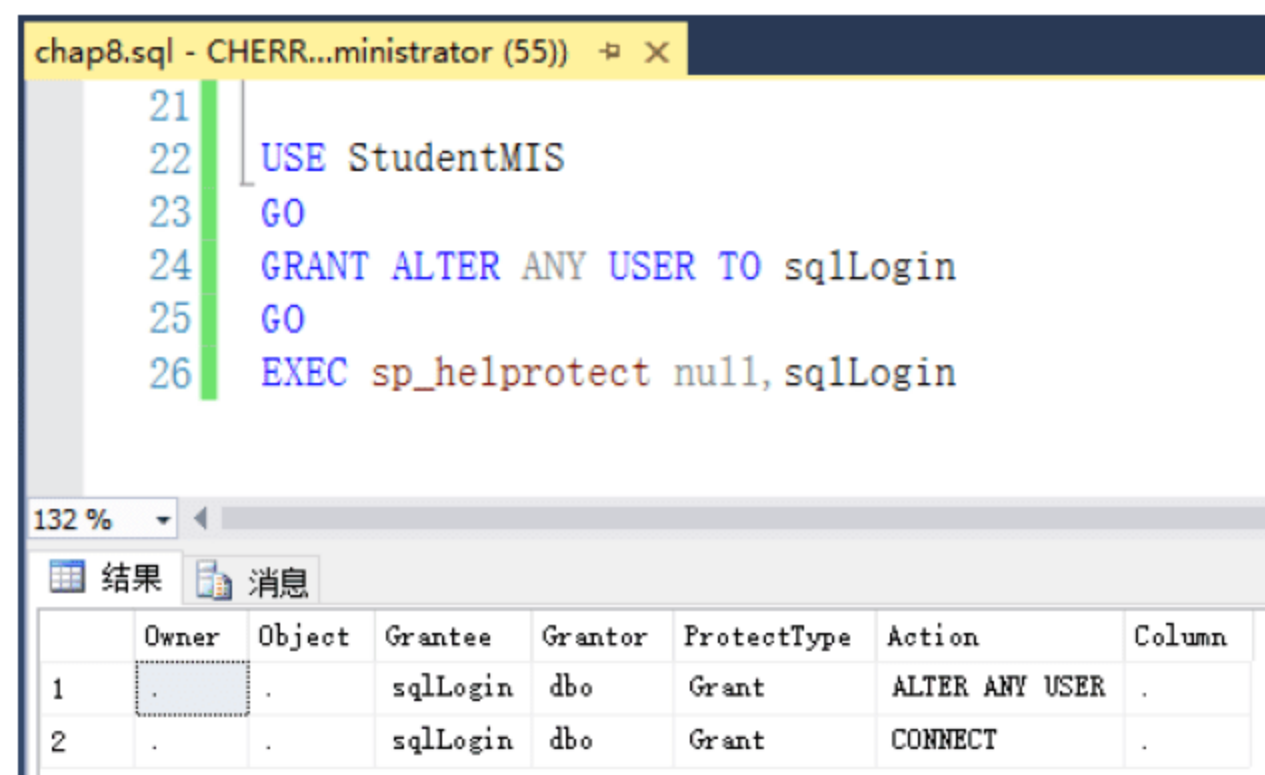 chap8.sql - CHERR...ministrator (55))
21
22 USE StudentMIS
23 GO
24 GRANT ALTER ANY USER TO sqlLogin
25 GO
26 EXEC sp_helprotect null,sqlLogin
132 %
结果 消息
Owner Object Grantee Grantor ProtectType Action Column
1 . . sqlLogin dbo Grant ALTER ANY USER .
2 . . sqlLogin dbo Grant CONNECT .